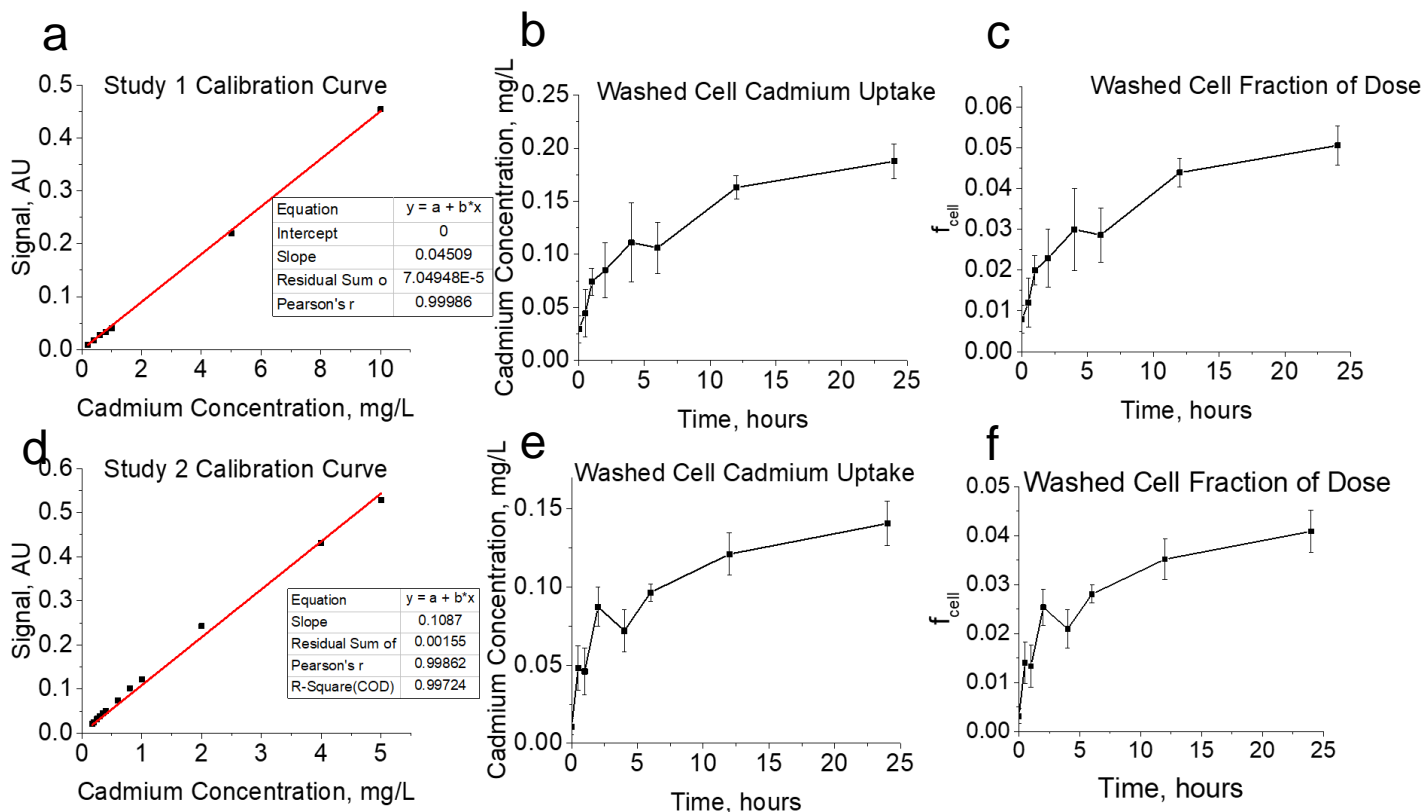 a
Study 1 Calibration Curve
Signal, AU
0.5
0.4
0.3
0.2
0.1
0.0
0 2 4 6 8 10
Cadmium Concentration, mg/L
Equation y = a + b*x
Intercept 0
Slope 0.04509
Residual Sum o 7.04948E-5
Pearson's r 0.99986
b
Washed Cell Cadmium Uptake
Cadmium Concentration, mg/L
0.25
0.20
0.15
0.10
0.05
0.00
0 5 10 15 20 25
Time, hours
c
Washed Cell Fraction of Dose
f_cell
0.06
0.05
0.04
0.03
0.02
0.01
0.00
0 5 10 15 20 25
Time, hours
d
Study 2 Calibration Curve
Signal, AU
0.6
0.5
0.4
0.3
0.2
0.1
0.0
0 1 2 3 4 5
Cadmium Concentration, mg/L
Equation y = a + b*x
Slope 0.1087
Residual Sum of 0.00155
Pearson's r 0.99862
R-Square(COD) 0.99724
e
Washed Cell Cadmium Uptake
Cadmium Concentration, mg/L
0.15
0.10
0.05
0.00
0 5 10 15 20 25
Time, hours
f
Washed Cell Fraction of Dose
f_cell
0.05
0.04
0.03
0.02
0.01
0.00
0 5 10 15 20 25
Time, hours